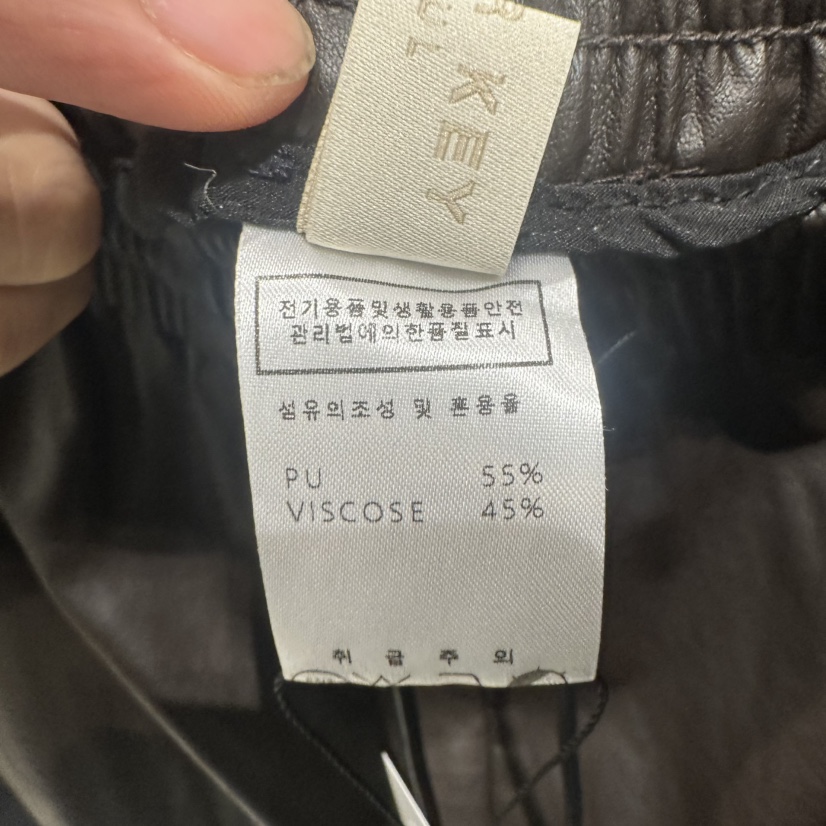 KEY
전기용품및생활용품안전
관리법에의한품질표시
섬유의조성 및 혼용율
PU 55%
VISCOSE 45%
취급주의